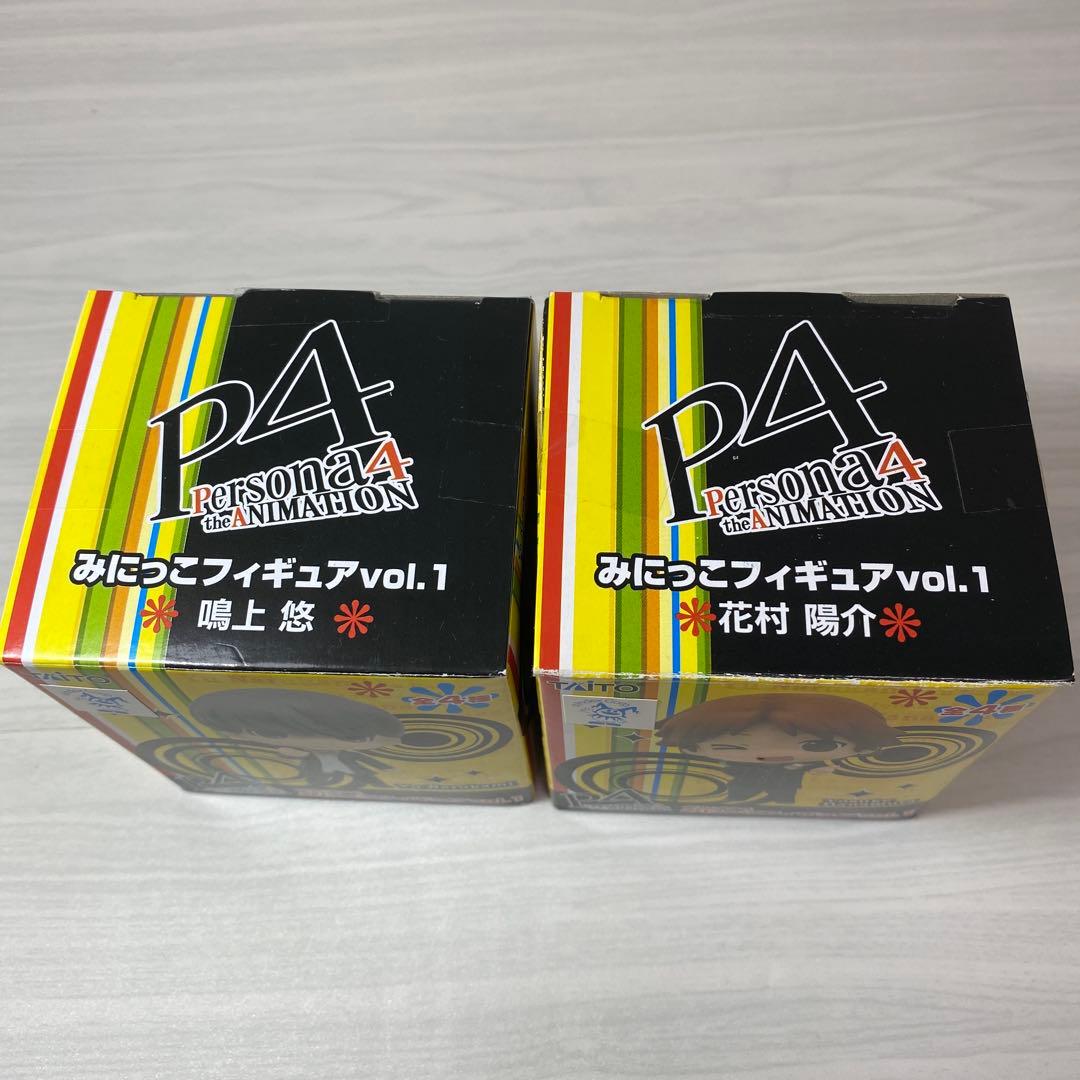 P4
Persona4
the ANIMATION
みにっこフィギュアvol.1
鳴上 悠
TAITO
P4
Persona4
the ANIMATION
みにっこフィギュアvol.1
花村 陽介
TAITO